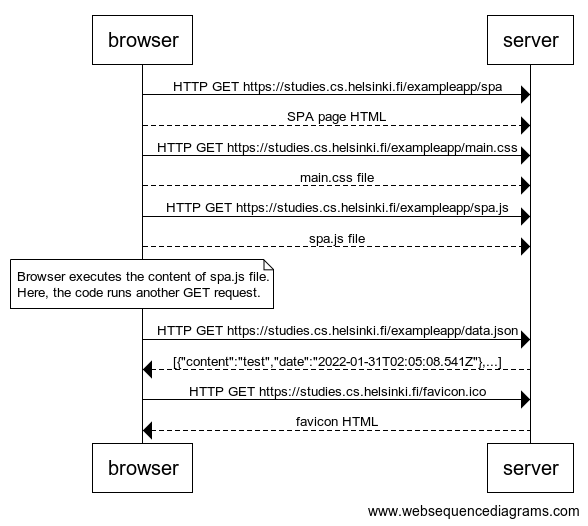 browser server
HTTP GET https://studies.cs.helsinki.fi/exampleapp/spa
SPA page HTML
HTTP GET https://studies.cs.helsinki.fi/exampleapp/main.css
main.css file
HTTP GET https://studies.cs.helsinki.fi/exampleapp/spa.js
spa.js file
Browser executes the content of spa.js file.
Here, the code runs another GET request.
HTTP GET https://studies.cs.helsinki.fi/exampleapp/data.json
[{"content":"test","date":"2022-01-31T02:05:08.541Z"},...]
HTTP GET https://studies.cs.helsinki.fi/favicon.ico
favicon HTML
browser server
www.websequencediagrams.com